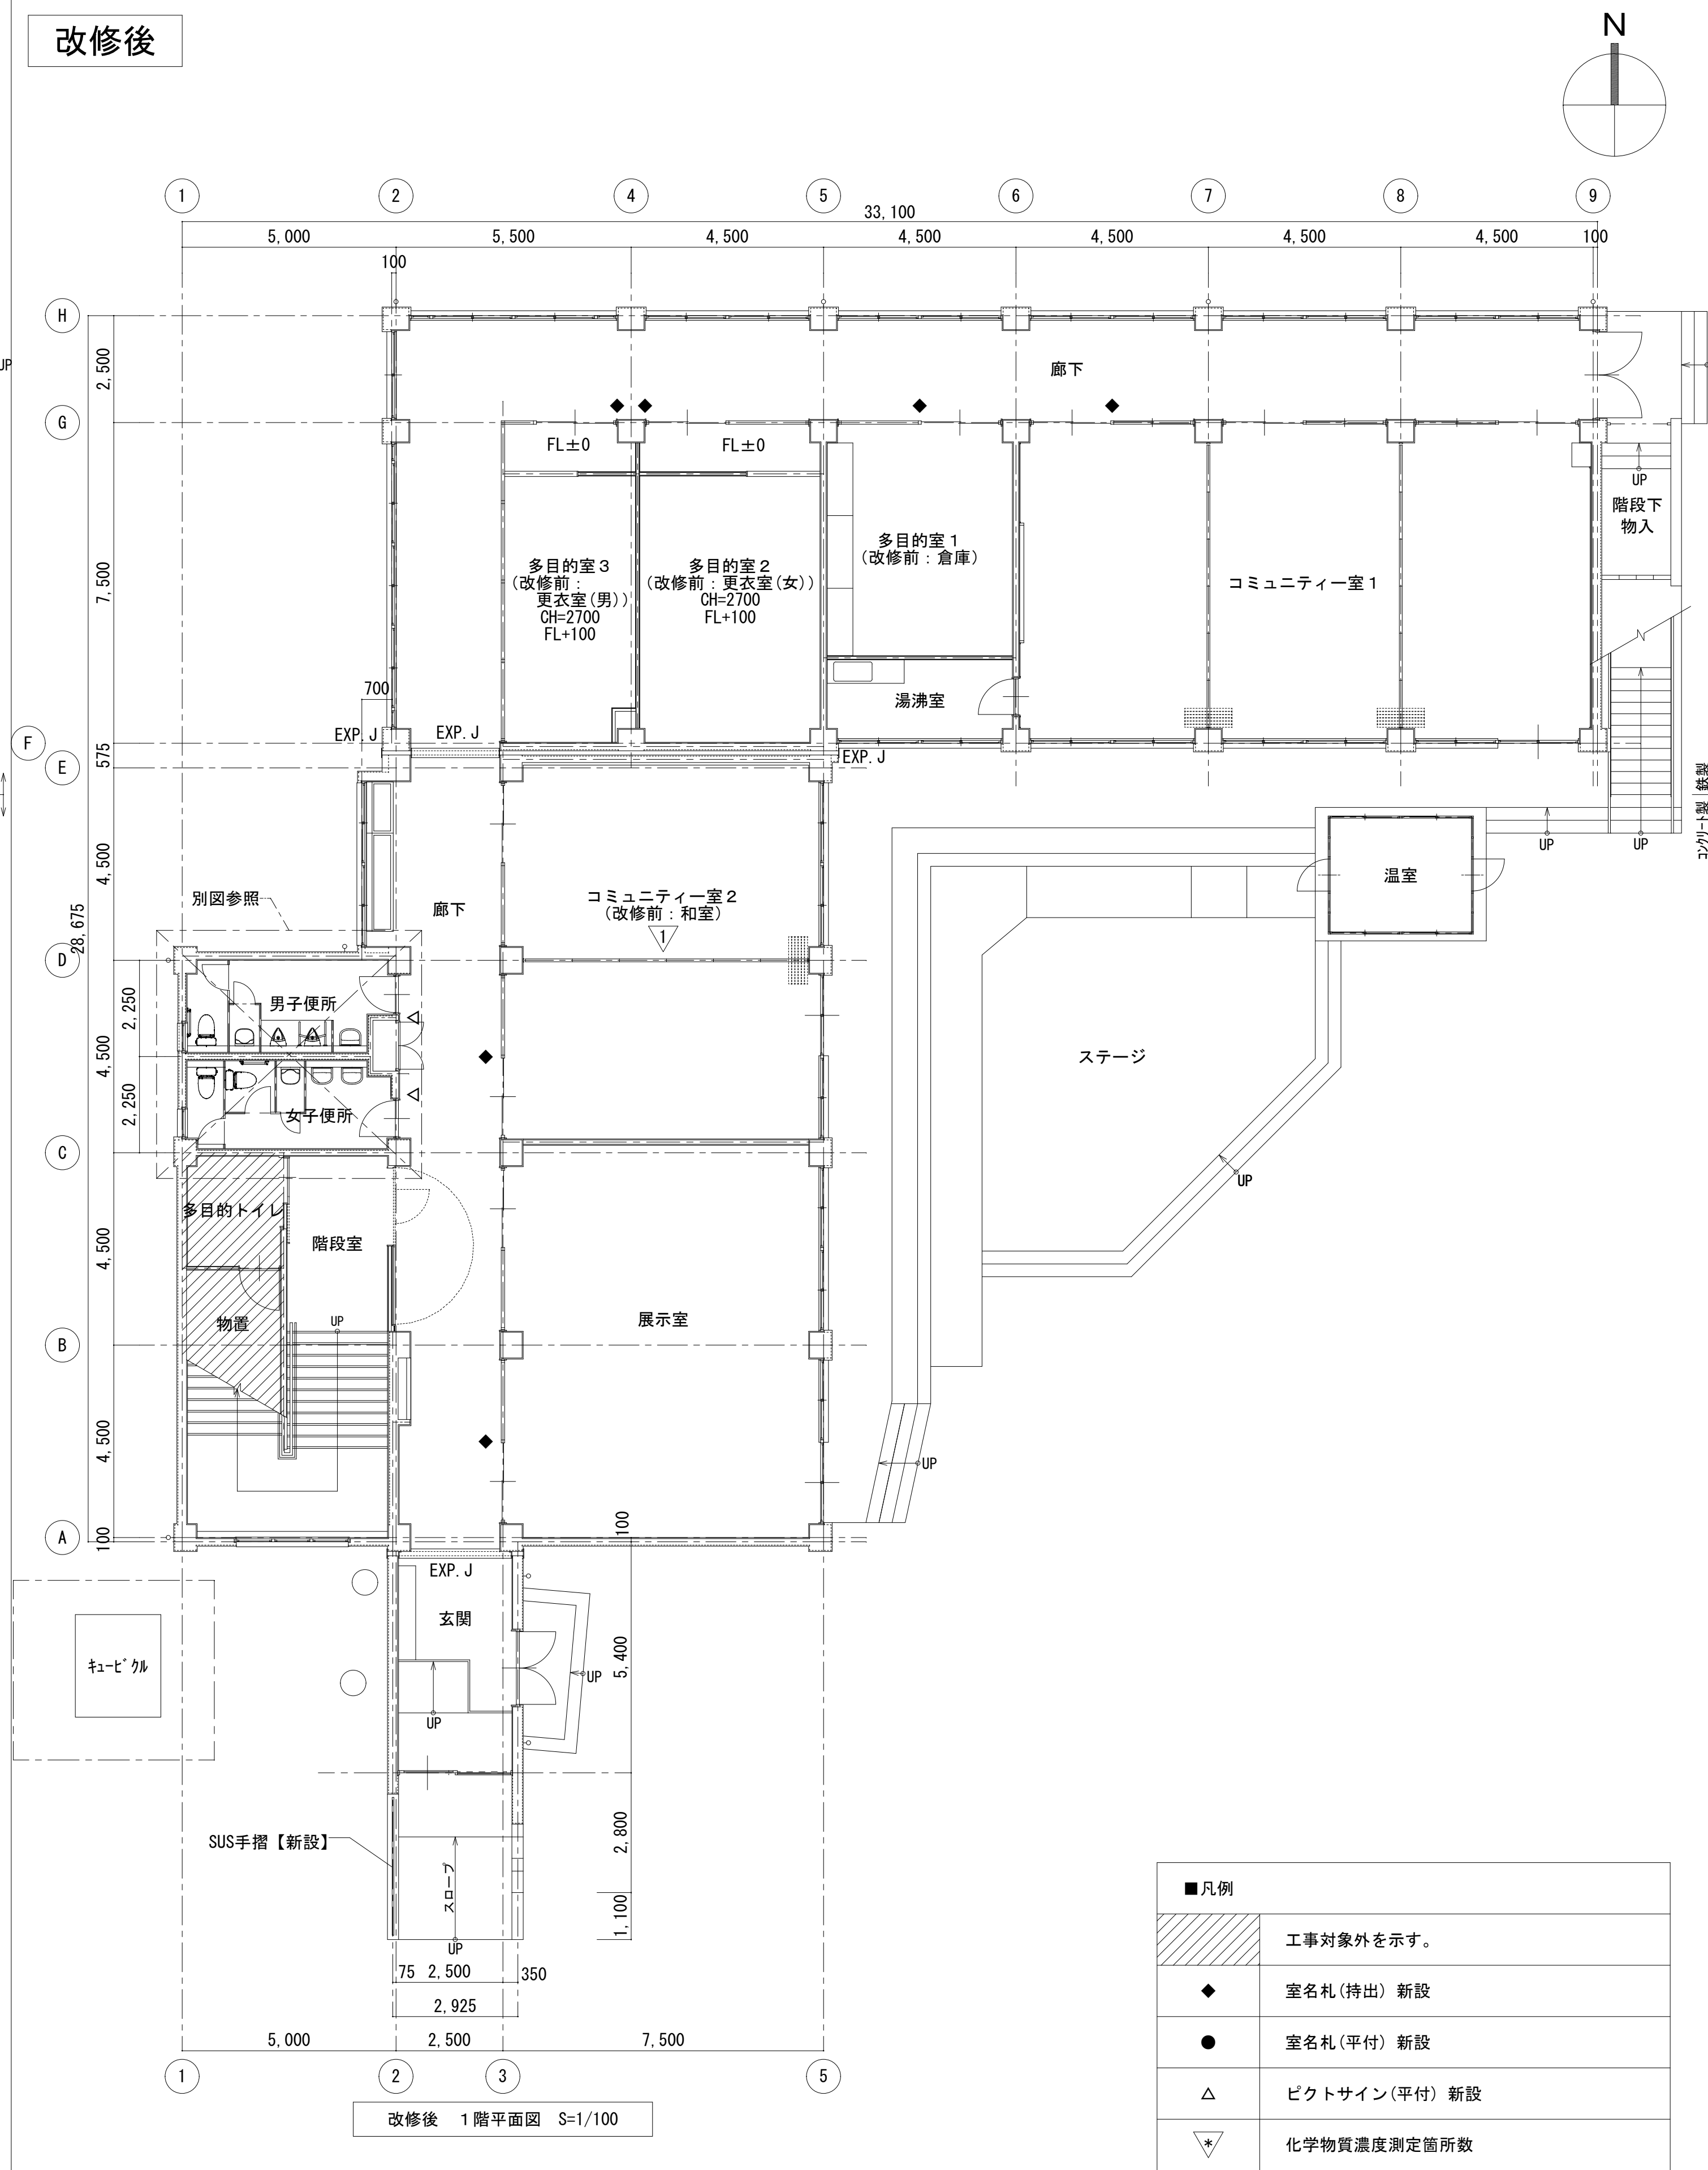 改修後
N
1
2
4
5
6
7
8
9
33,100
5,000
5,500
4,500
4,500
4,500
4,500
4,500
100
100
H
2,500
UP
廊下
G
FL±0
FL±0
UP
階段下
物入
7,500
多目的室3
(改修前:
更衣室(男))
CH=2700
FL+100
多目的室2
(改修前:更衣室(女))
CH=2700
FL+100
多目的室1
(改修前:倉庫)
コミュニティー室1
N
湯沸室
700
EXP.J
EXP.J
EXP.J
F
575
E
鉄製
コンクリート製
UP
UP
温室
4,500
28,675
別図参照
廊下
コミュニティー室2
(改修前:和室)
1
D
2,250
男子便所
4,500
ステージ
2,250
女子便所
C
多目的トイレ
UP
階段室
4,500
物置
UP
展示室
B
4,500
UP
A
100
100
EXP.J
玄関
キュービクル
UP
5,400
UP
SUS手摺【新設】
2,800
スロープ
1,100
UP
75
2,500
350
2,925
5,000
2,500
7,500
1
2
3
5
改修後 1階平面図 S=1/100
■凡例
工事対象外を示す。
◆ 室名札(持出) 新設
● 室名札(平付) 新設
△ ピクトサイン(平付) 新設
* 化学物質濃度測定箇所数